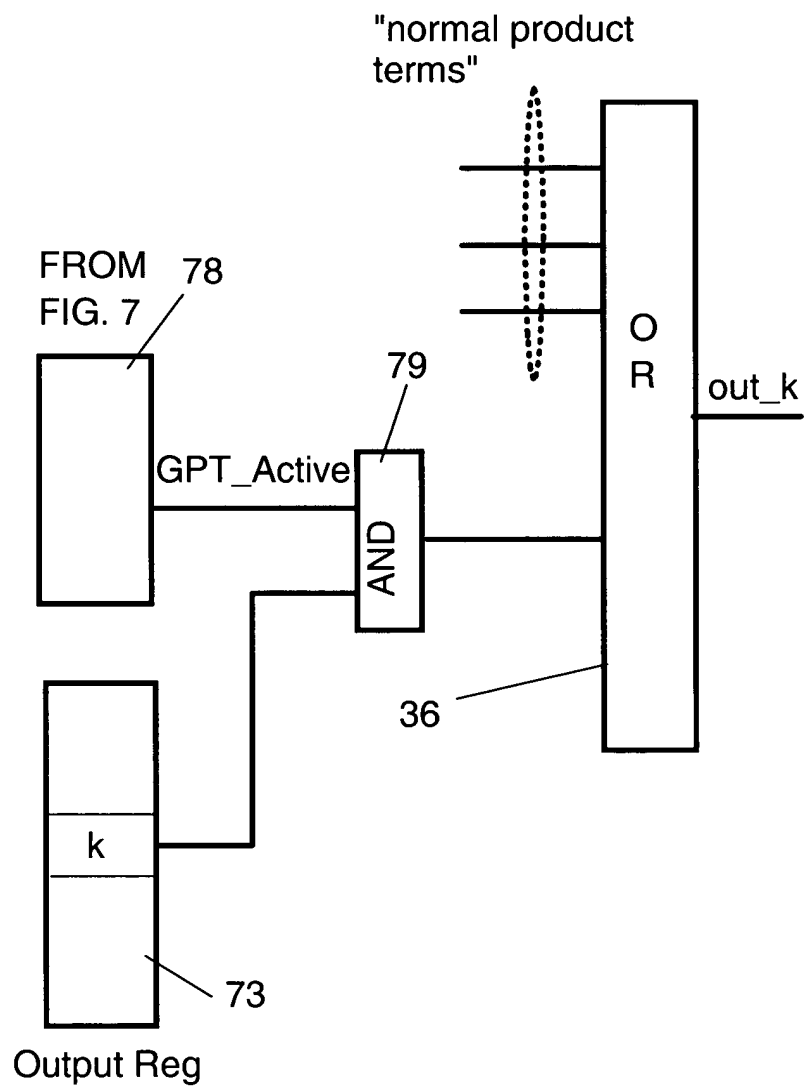 "normal product
terms"
FROM
FIG. 7
78
79
O
R
out_k
GPT_Active
AND
36
k
73
Output Reg